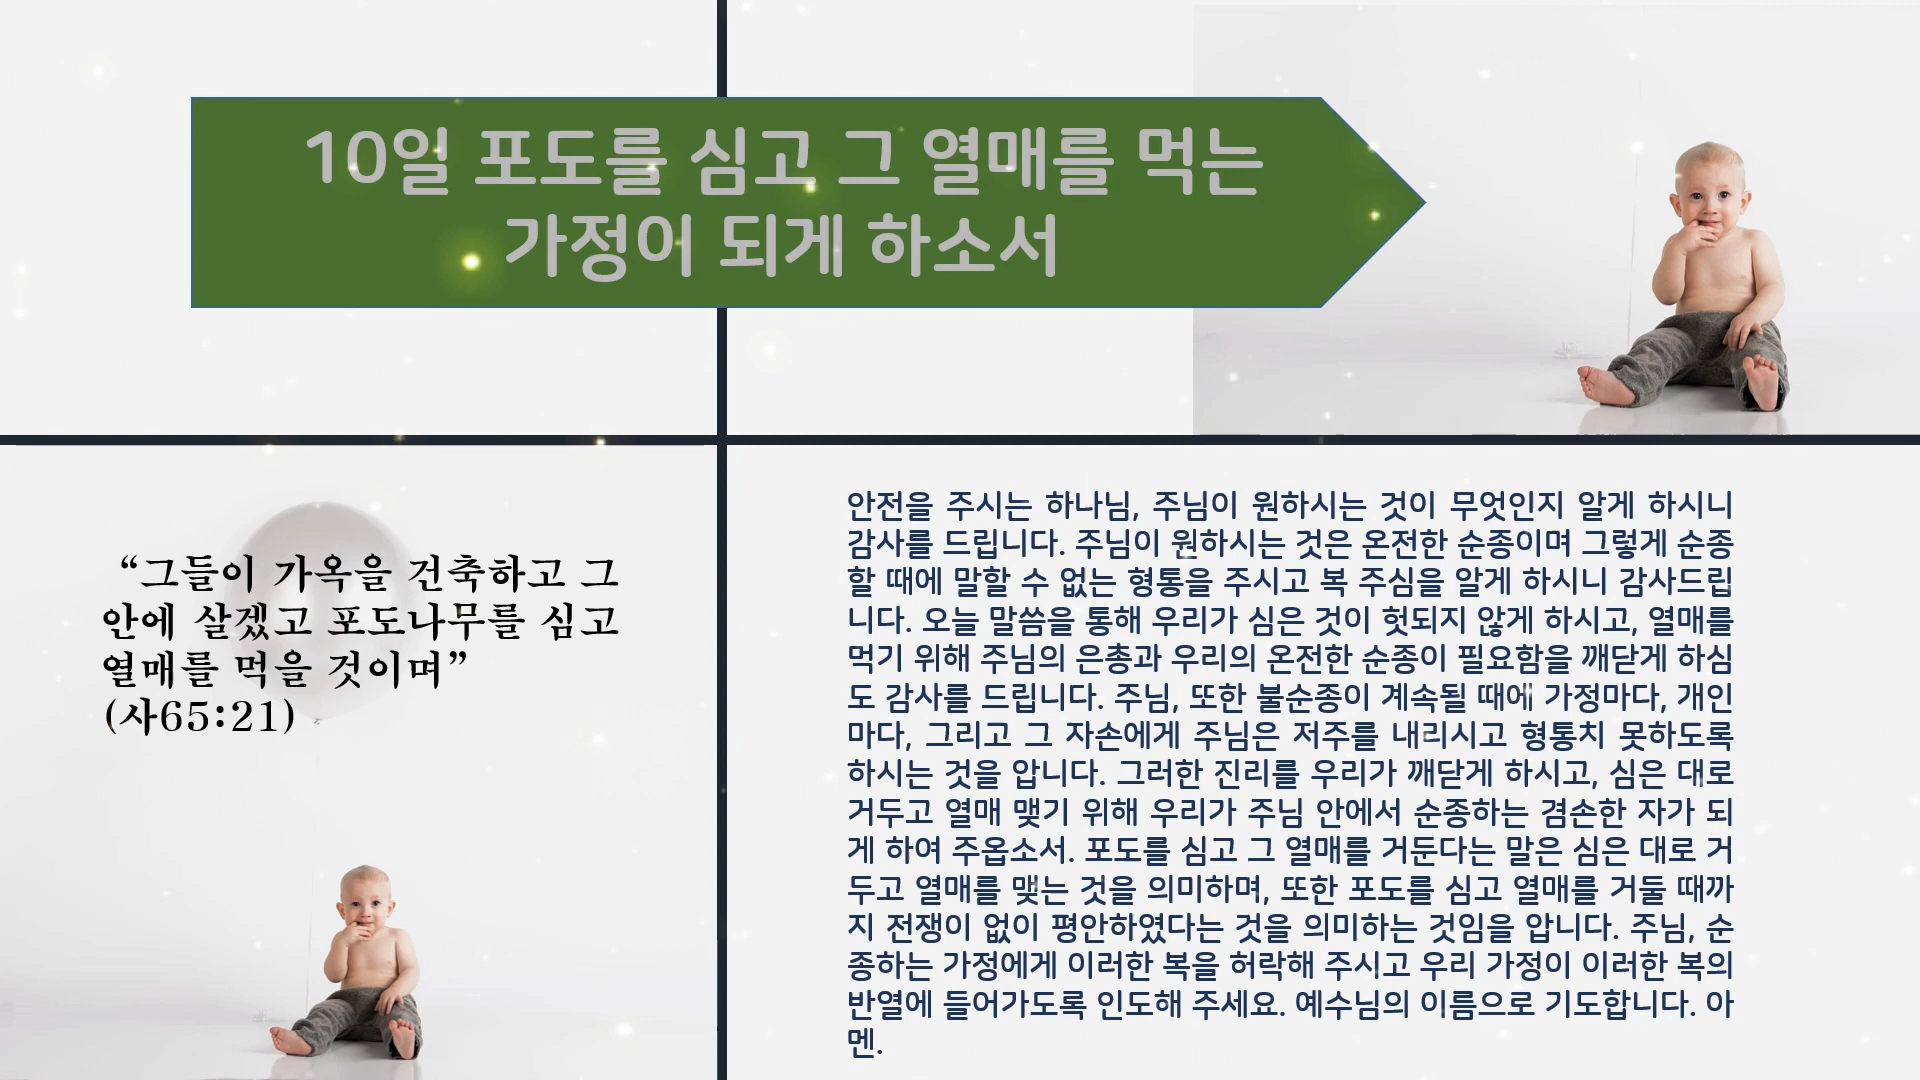 10일 포도를 심고 그 열매를 먹는
가정이 되게 하소서
“그들이 가옥을 건축하고 그
안에 살겠고 포도나무를 심고
열매를 먹을 것이며”
(사65:21)
안전을 주시는 하나님, 주님이 원하시는 것이 무엇인지 알게 하시니
감사를 드립니다. 주님이 원하시는 것은 온전한 순종이며 그렇게 순종
할 때에 말할 수 없는 형통을 주시고 복 주심을 알게 하시니 감사드립
니다. 오늘 말씀을 통해 우리가 심은 것이 헛되지 않게 하시고, 열매를
먹기 위해 주님의 은총과 우리의 온전한 순종이 필요함을 깨닫게 하심
도 감사를 드립니다. 주님, 또한 불순종이 계속될 때에 가정마다, 개인
마다, 그리고 그 자손에게 주님은 저주를 내리시고 형통치 못하도록
하시는 것을 압니다. 그러한 진리를 우리가 깨닫게 하시고, 심은 대로
거두고 열매 맺기 위해 우리가 주님 안에서 순종하는 겸손한 자가 되
게 하여 주옵소서. 포도를 심고 그 열매를 거둔다는 말은 심은 대로 거
두고 열매를 맺는 것을 의미하며, 또한 포도를 심고 열매를 거둘 때까
지 전쟁이 없이 평안하였다는 것을 의미하는 것임을 압니다. 주님, 순
종하는 가정에게 이러한 복을 허락해 주시고 우리 가정이 이러한 복의
반열에 들어가도록 인도해 주세요. 예수님의 이름으로 기도합니다. 아
멘.